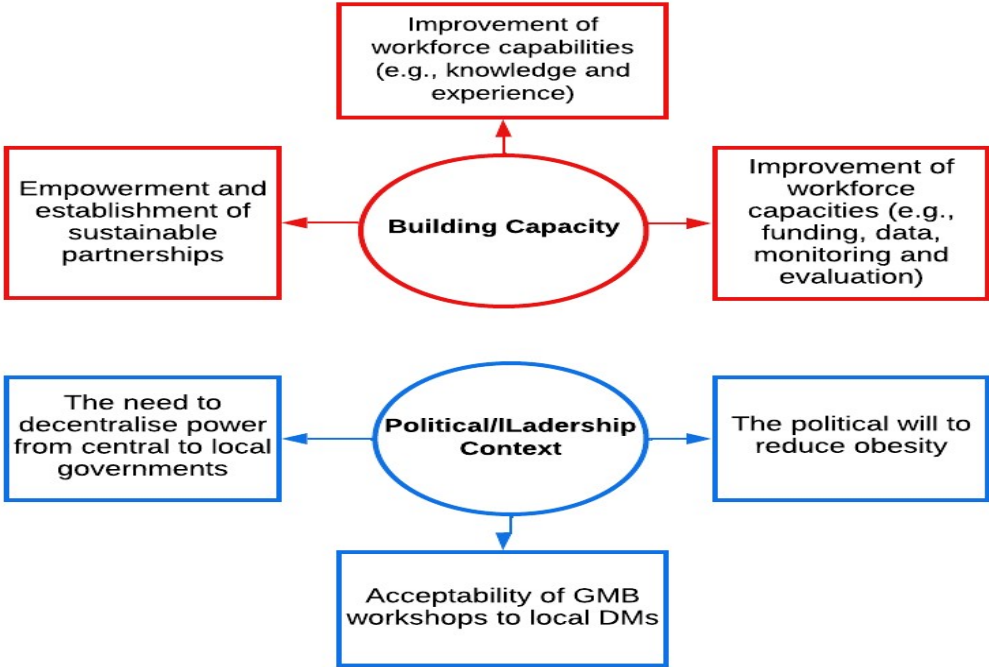 Improvement of
workforce capabilities
(e.g., knowledge and
experience)
Empowerment and
establishment of
sustainable
partnerships
Building Capacity
Improvement of
workforce
capacities (e.g.,
funding, data,
monitoring and
evaluation)
The need to
decentralise power
from central to local
governments
Political/lLadership
Context
The political will to
reduce obesity
Acceptability of GMB
workshops to local DMs